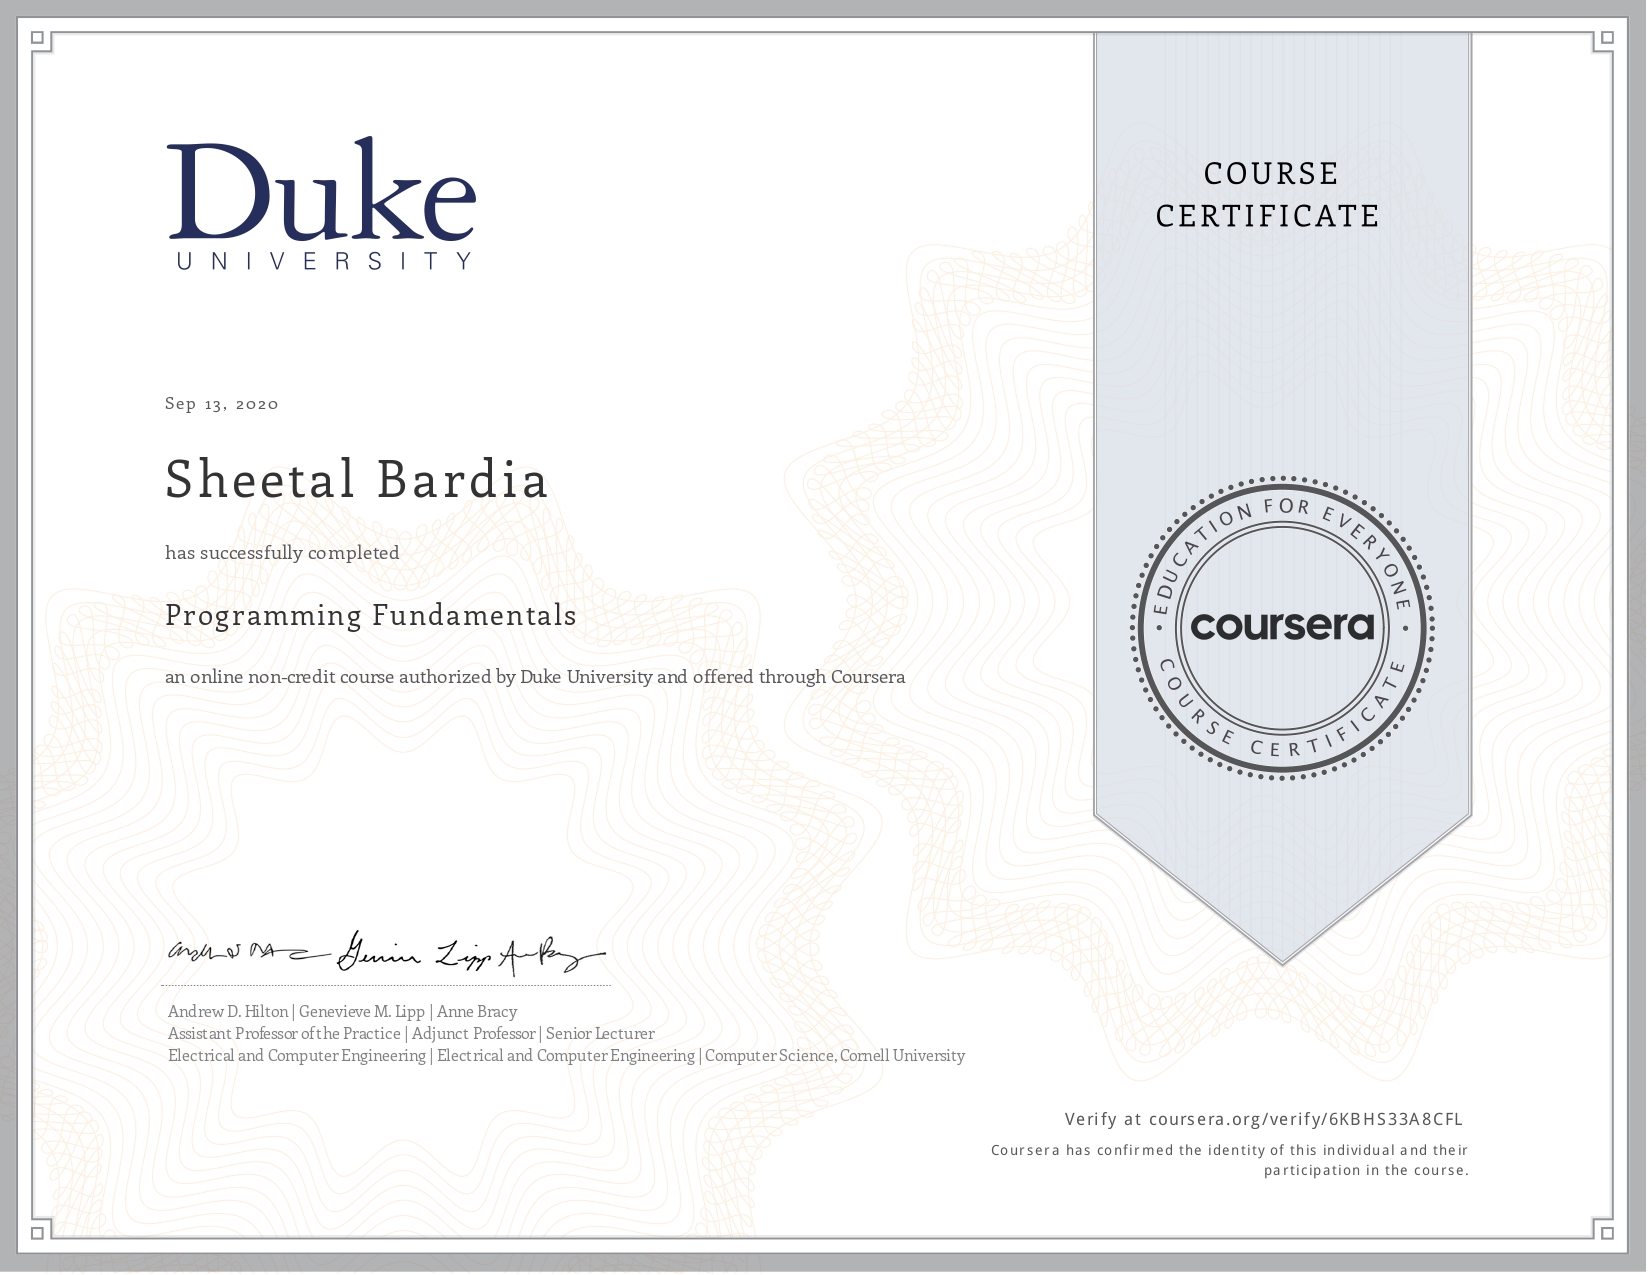 Duke
UNIVERSITY
COURSE
CERTIFICATE
Sep 13, 2020
Sheetal Bardia
has successfully completed
Programming Fundamentals
an online non-credit course authorized by Duke University and offered through Coursera
EDUCATION FOR EVERYONE
coursera
COURSE CERTIFICATE
Genevieve Lipp
Andrew D. Hilton | Genevieve M. Lipp | Anne Bracy
Assistant Professor of the Practice | Adjunct Professor | Senior Lecturer
Electrical and Computer Engineering | Electrical and Computer Engineering | Computer Science, Cornell University
Verify at coursera.org/verify/6KBHS33A8CFL
Coursera has confirmed the identity of this individual and their
participation in the course.